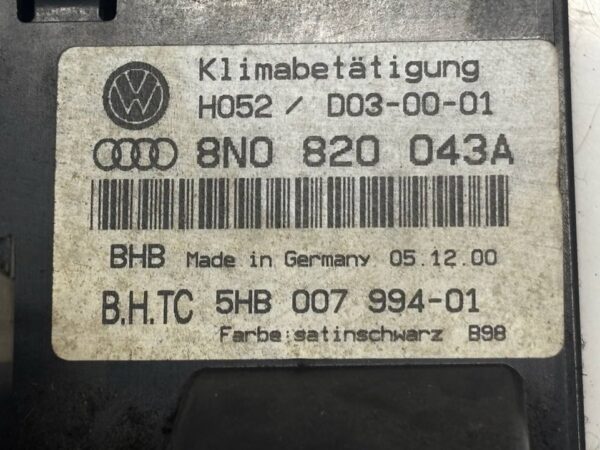 Klimabetätigung
H052 / D03-00-01
8N0 820 043A
BHB Made in Germany 05.12.00
B.H.TC 5HB 007 994-01
Farbe:satinschwarz B98